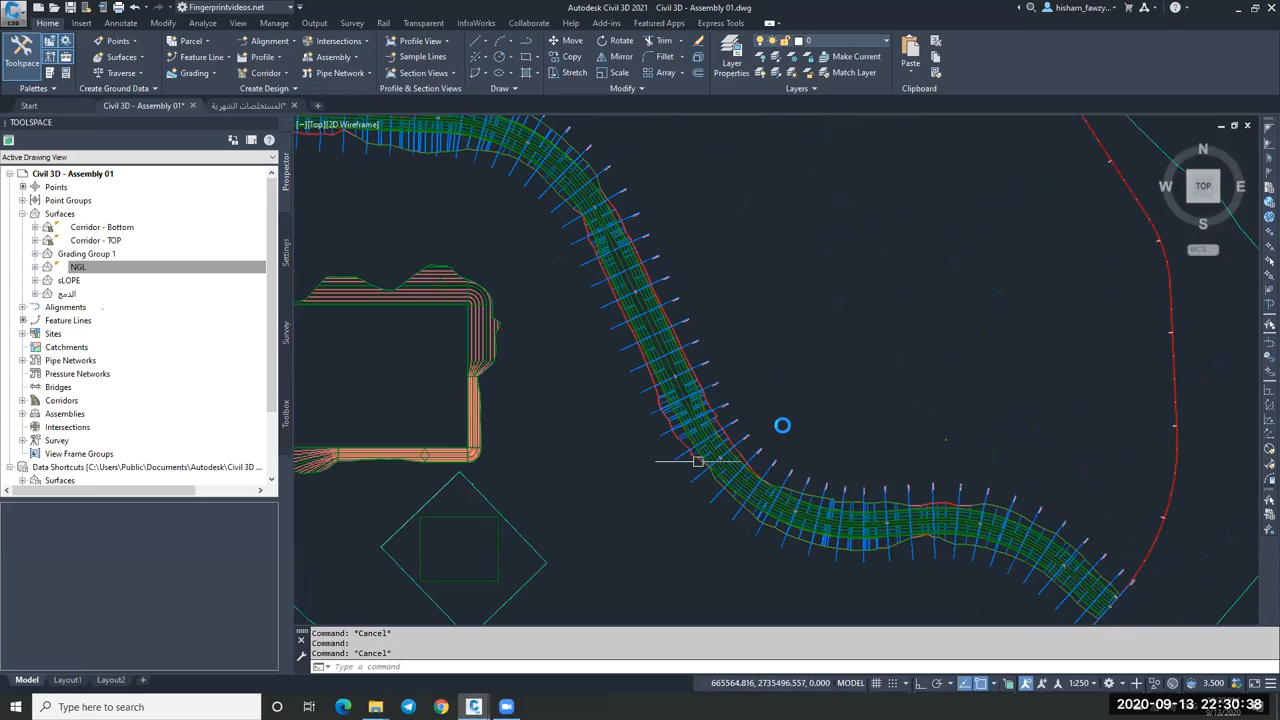 C3D
Fingerprintvideos.net
Autodesk Civil 3D 2021   Civil 3D - Assembly 01.dwg
hisham_fawzy...
Home Insert Annotate Modify Analyze View Manage Output Survey Rail Transparent InfraWorks Collaborate Help Add-ins Featured Apps Express Tools
Toolspace
Points
Surfaces
Traverse
Parcel
Feature Line
Grading
Alignment
Profile
Corridor
Intersections
Assembly
Pipe Network
Profile View
Sample Lines
Section Views
Move Rotate Trim
Copy Mirror Fillet
Stretch Scale Array
Layer
Properties
0
Make Current
Match Layer
Paste
Palettes Create Ground Data Create Design Profile & Section Views Draw Modify Layers Clipboard
Start Civil 3D - Assembly 01* المستخلصات الشهرية*
TOOLSPACE
Active Drawing View
Civil 3D - Assembly 01
Points
Point Groups
Surfaces
Corridor - Bottom
Corridor - TOP
Grading Group 1
NGL
sLOPE
الدمج
Alignments
Feature Lines
Sites
Catchments
Pipe Networks
Pressure Networks
Bridges
Corridors
Assemblies
Intersections
Survey
View Frame Groups
Data Shortcuts [C:\Users\Public\Documents\Autodesk\Civil 3D ...
Surfaces
Prospector
Settings
Survey
Toolbox
[−][Top][2D Wireframe]
N
W TOP E
S
WCS
Command: *Cancel*
Command:
Command: *Cancel*
Type a command
Model Layout1 Layout2
665564.816, 2735496.557, 0.000 MODEL 1:250 3.500
Type here to search
2020-09-13 22:30:38